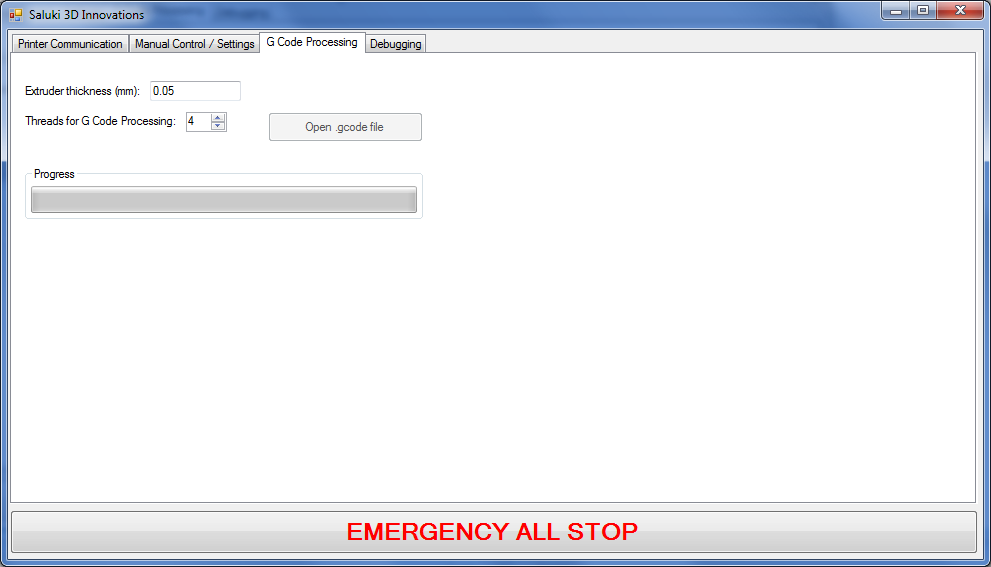 Saluki 3D Innovations
Printer Communication Manual Control / Settings G Code Processing Debugging
Extruder thickness (mm): 0.05
Threads for G Code Processing: 4
Open .gcode file
Progress
EMERGENCY ALL STOP